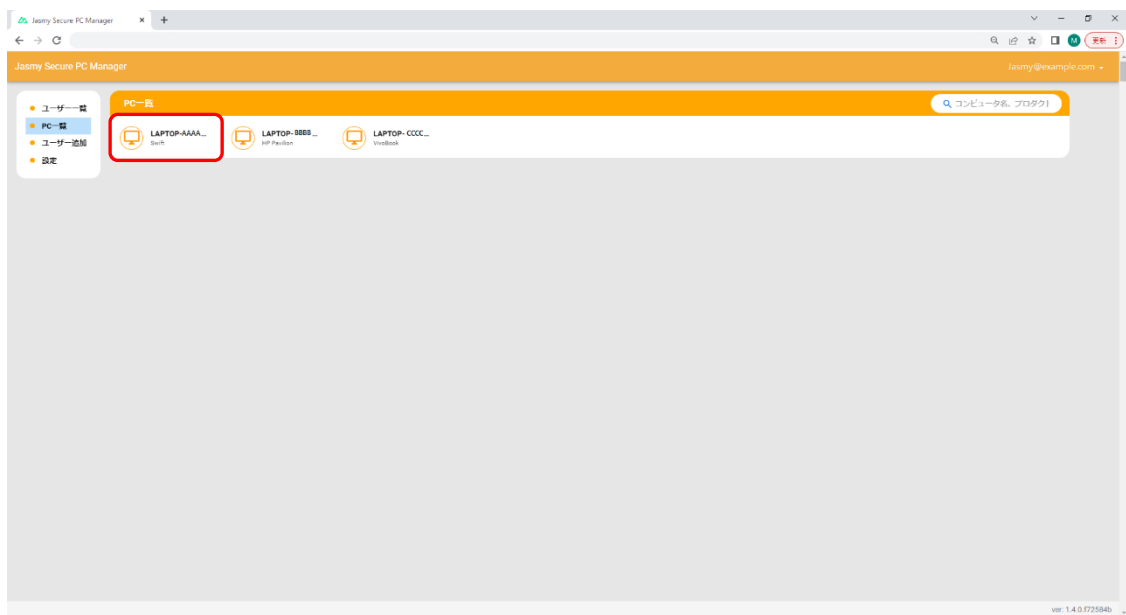 Jasmy Secure PC Manager
更新
Jasmy Secure PC Manager
Jasmy@example.com
ユーザー一覧
PC一覧
ユーザー追加
設定
PC一覧
コンピュータ名、プロダクト
LAPTOP-AAAA...
Swift
LAPTOP-BBBB...
HP Pavilion
LAPTOP- CCCC...
VivoBook
ver: 1.4.0.f72584b